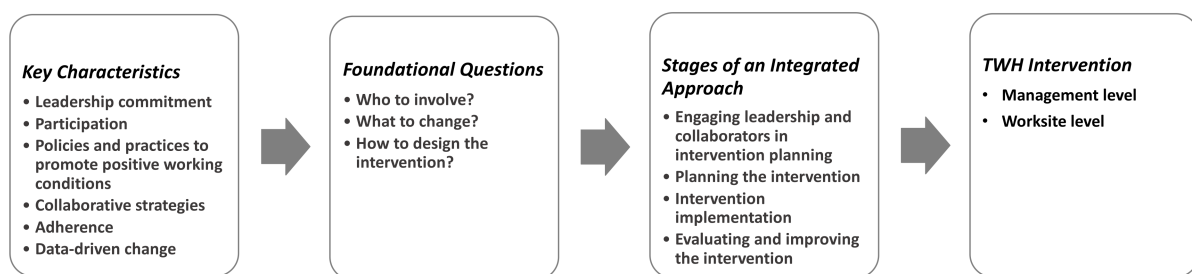 Key Characteristics
• Leadership commitment
• Participation
• Policies and practices to
promote positive working
conditions
• Collaborative strategies
• Adherence
• Data-driven change
Foundational Questions
• Who to involve?
• What to change?
• How to design the
intervention?
Stages of an Integrated
Approach
• Engaging leadership and
collaborators in
intervention planning
• Planning the intervention
• Intervention
implementation
• Evaluating and improving
the intervention
TWH Intervention
• Management level
• Worksite level